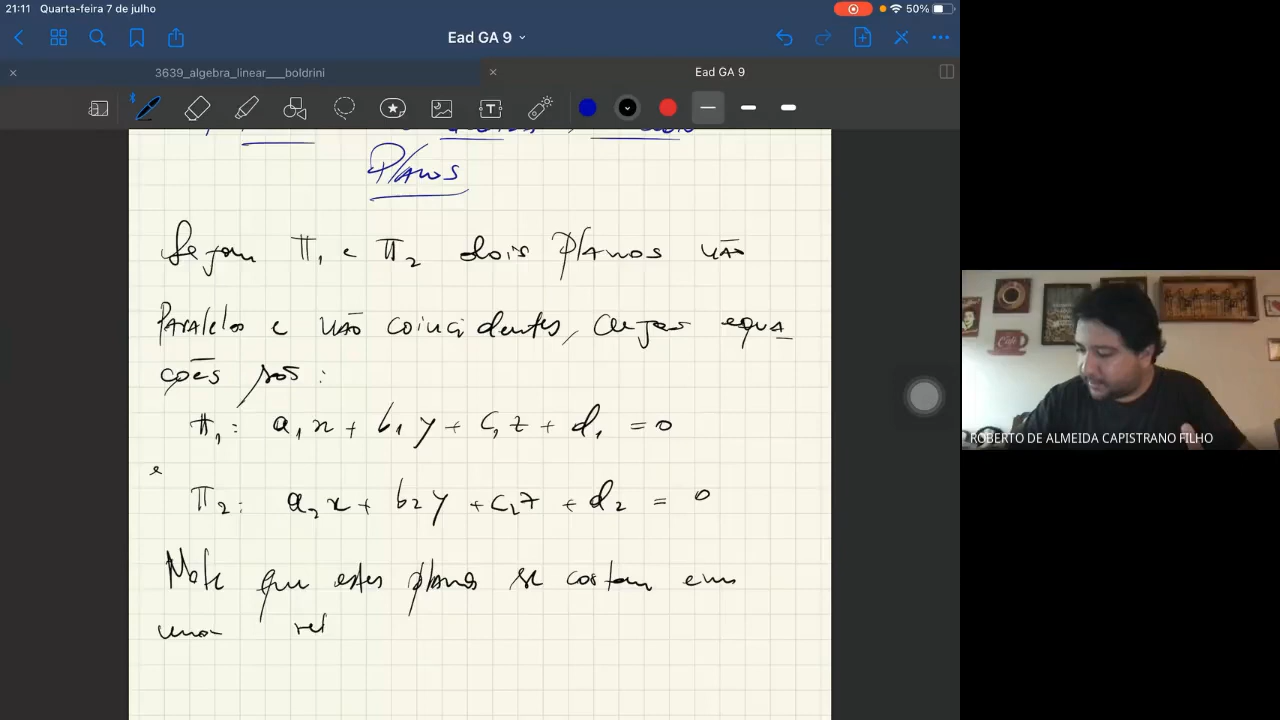 21:11 Quarta-feira 7 de julho
50%
Ead GA 9
3639_algebra_linear___boldrini
Ead GA 9
Planos
Sejam π₁ e π₂ dois planos não
Paralelos e não coincidentes, cujas equa_
ções são:
π₁: a₁x + b₁y + c₁z + d₁ = 0
e
π₂: a₂x + b₂y + c₂z + d₂ = 0
Note que estes planos se cortam em
uma ret
Café
ROBERTO DE ALMEIDA CAPISTRANO FILHO